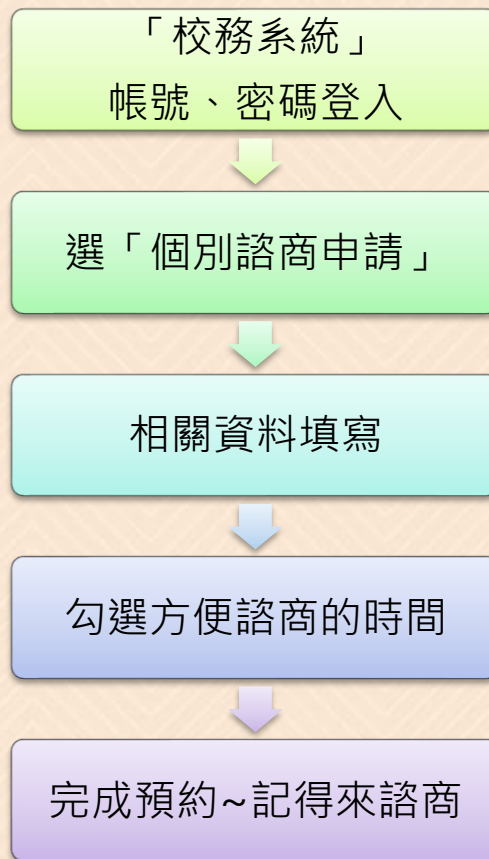 「校務系統」
帳號、密碼登入
選「個別諮商申請」
相關資料填寫
勾選方便諮商的時間
完成預約~記得來諮商